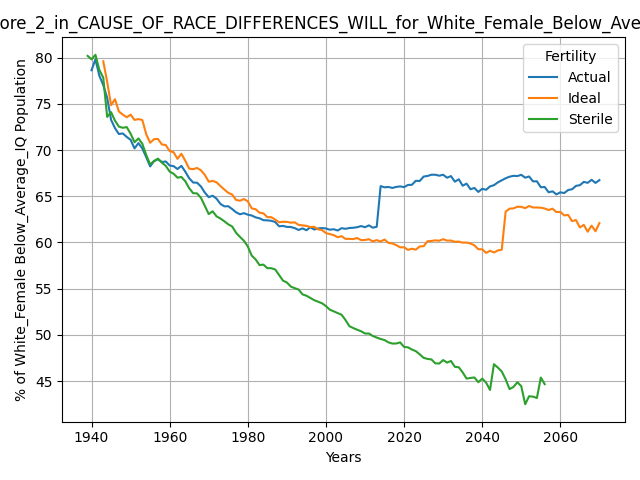 ore_2_in_CAUSE_OF_RACE_DIFFERENCES_WILL_for_White_Female_Below_Ave
% of White_Female Below_Average_IQ Population
80
75
70
65
60
55
50
45
Fertility
Actual
Ideal
Sterile
1940 1960 1980 2000 2020 2040 2060
Years